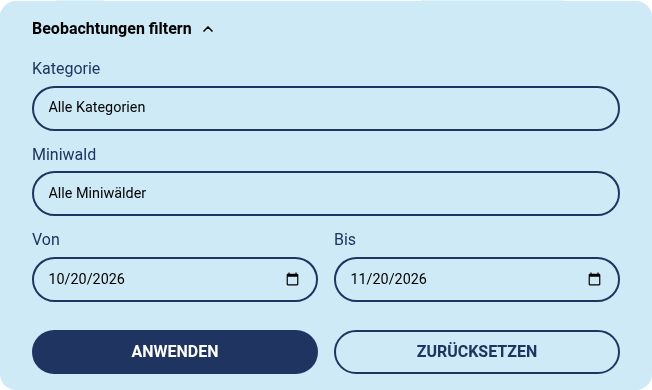 Beobachtungen filtern
Kategorie
Alle Kategorien
Miniwald
Alle Miniwälder
Von Bis
10/20/2026 11/20/2026
ANWENDEN ZURÜCKSETZEN